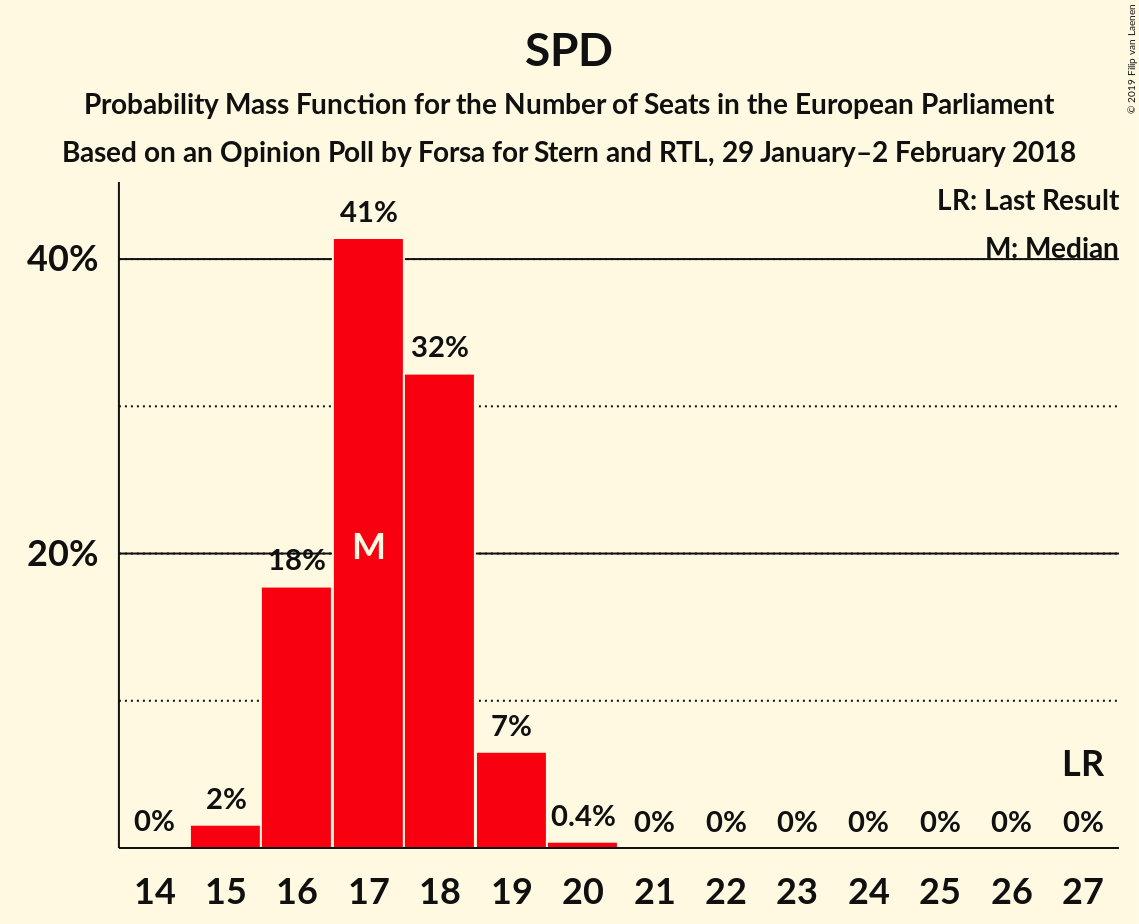 SPD
Probability Mass Function for the Number of Seats in the European Parliament
Based on an Opinion Poll by Forsa for Stern and RTL, 29 January–2 February 2018
© 2019 Filip van Laenen
LR: Last Result
M: Median
40%
20%
0%
2%
18%
41%
32%
7%
0.4%
0%
0%
0%
0%
0%
0%
0%
M
LR
14 15 16 17 18 19 20 21 22 23 24 25 26 27